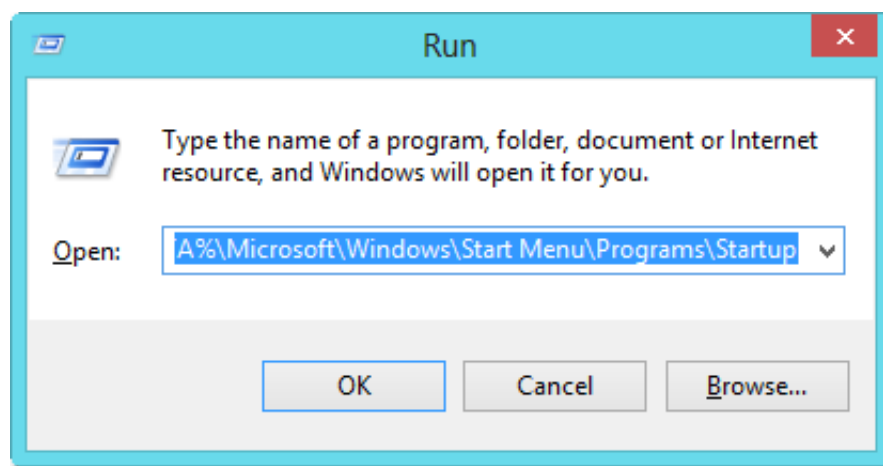 Run
Type the name of a program, folder, document or Internet
resource, and Windows will open it for you.
Open:
A%\Microsoft\Windows\Start Menu\Programs\Startup
OK
Cancel
Browse...